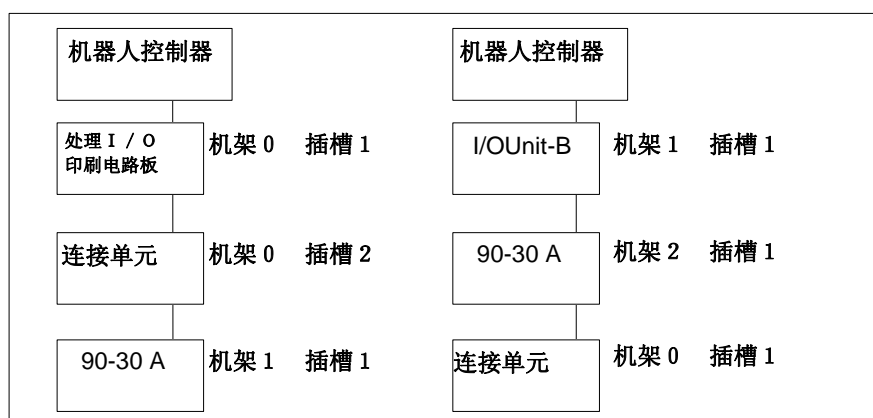 机器人控制器
处理I / O
印刷电路板 机架 0 插槽 1
连接单元 机架 0 插槽 2
90-30 A 机架 1 插槽 1
机器人控制器
I/OUnit-B 机架 1 插槽 1
90-30 A 机架 2 插槽 1
连接单元 机架 0 插槽 1